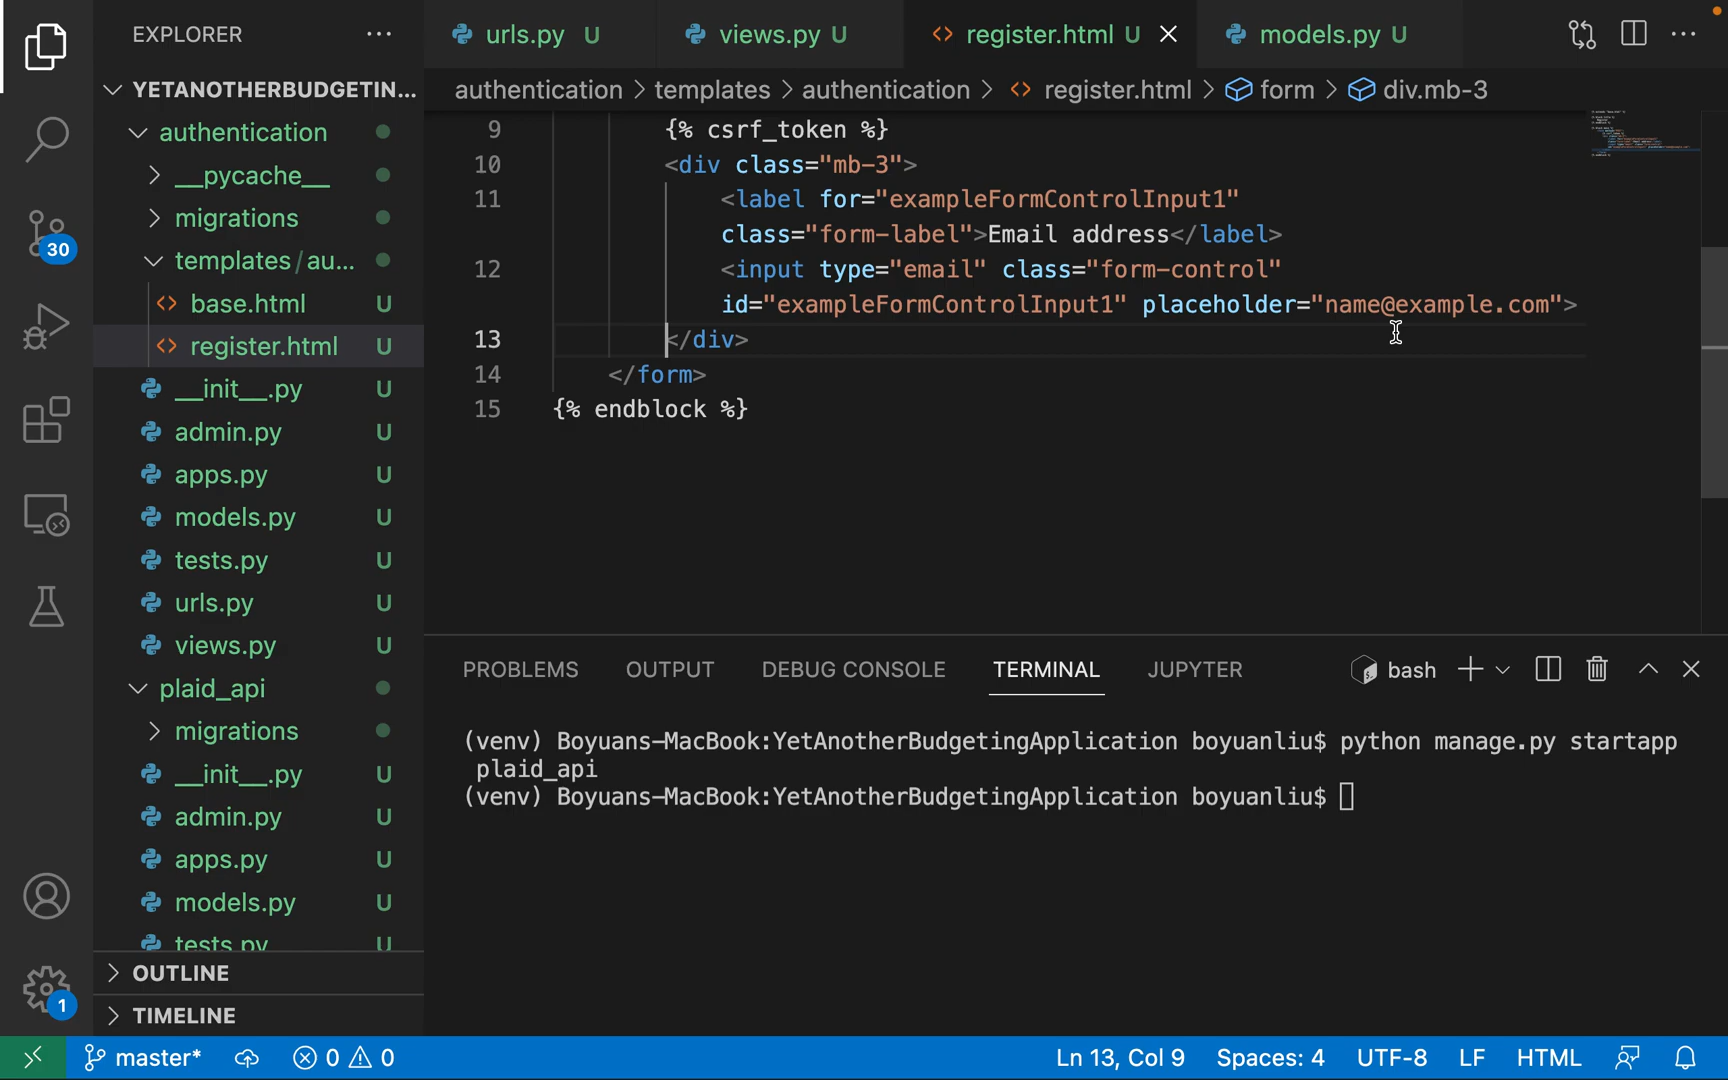 EXPLORER
YETANOTHERBUDGETIN...
authentication
__pycache__
migrations
templates/au...
base.html U
register.html U
__init__.py U
admin.py U
apps.py U
models.py U
tests.py U
urls.py U
views.py U
plaid_api
migrations
__init__.py U
admin.py U
apps.py U
models.py U
tests.py U
OUTLINE
TIMELINE
30
1
urls.py U views.py U register.html U models.py U
authentication > templates > authentication > register.html > form > div.mb-3
9 {% csrf_token %}
10 <div class="mb-3">
11 <label for="exampleFormControlInput1"
class="form-label">Email address</label>
12 <input type="email" class="form-control"
id="exampleFormControlInput1" placeholder="name@example.com">
13 </div>
14 </form>
15 {% endblock %}
PROBLEMS OUTPUT DEBUG CONSOLE TERMINAL JUPYTER bash
(venv) Boyuans-MacBook:YetAnotherBudgetingApplication boyuanliu$ python manage.py startapp
plaid_api
(venv) Boyuans-MacBook:YetAnotherBudgetingApplication boyuanliu$
master* 0 0 Ln 13, Col 9 Spaces: 4 UTF-8 LF HTML